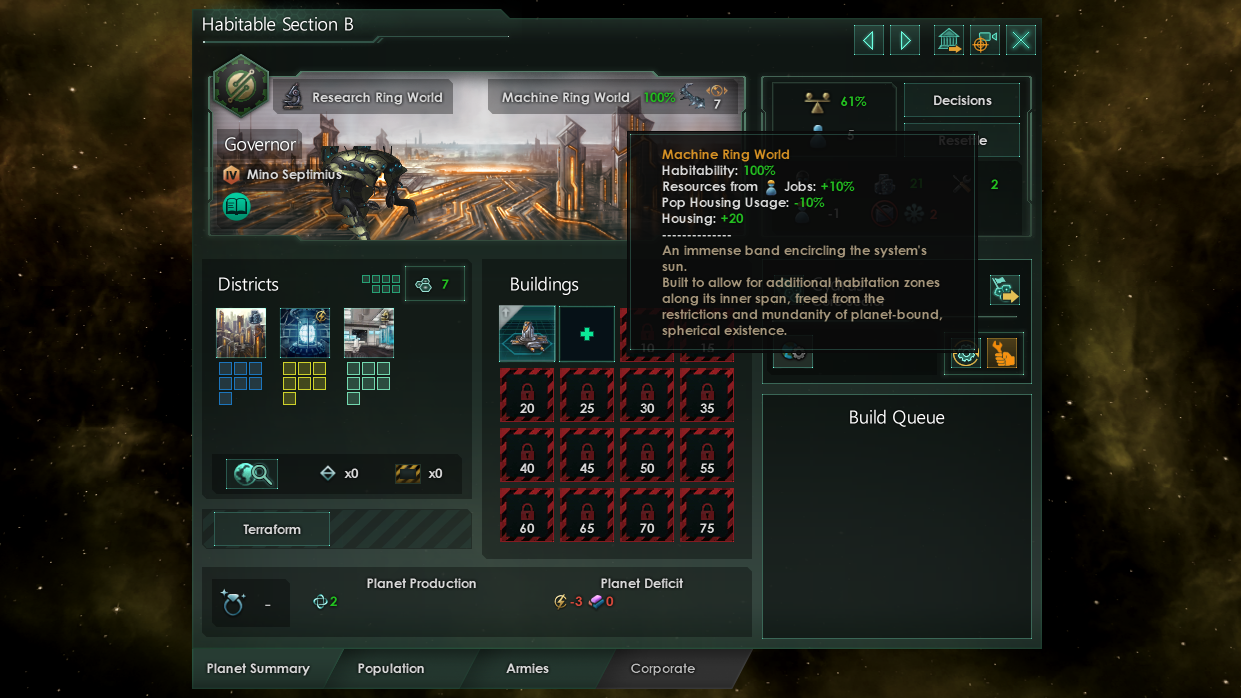 Habitable Section B
Research Ring World
Machine Ring World 100%
7
Governor
IV Mino Septimius
61%
Decisions
5
Resettle
21
2
-1
2
Machine Ring World
Habitability: 100%
Resources from Jobs: +10%
Pop Housing Usage: -10%
Housing: +20
--------------
An immense band encircling the system's
sun.
Built to allow for additional habitation zones
along its inner span, freed from the
restrictions and mundanity of planet-bound,
spherical existence.
Districts
7
x0
x0
Terraform
Buildings
10 15
20 25 30 35
40 45 50 55
60 65 70 75
Build Queue
-
Planet Production
2
Planet Deficit
-3 0
Planet Summary
Population
Armies
Corporate